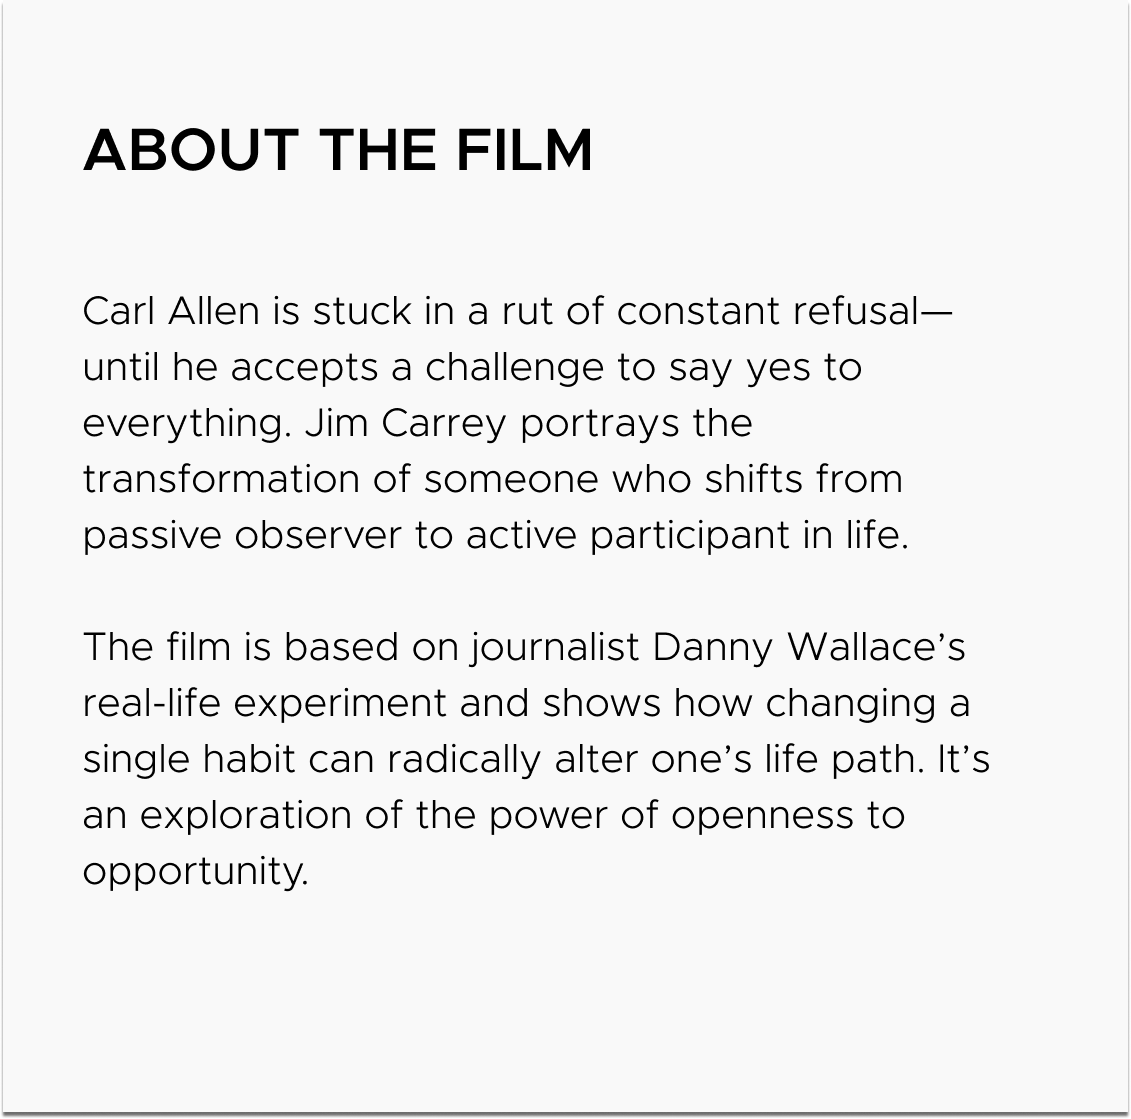 ABOUT THE FILM
Carl Allen is stuck in a rut of constant refusal—
until he accepts a challenge to say yes to
everything. Jim Carrey portrays the
transformation of someone who shifts from
passive observer to active participant in life.
The film is based on journalist Danny Wallace’s
real-life experiment and shows how changing a
single habit can radically alter one’s life path. It’s
an exploration of the power of openness to
opportunity.